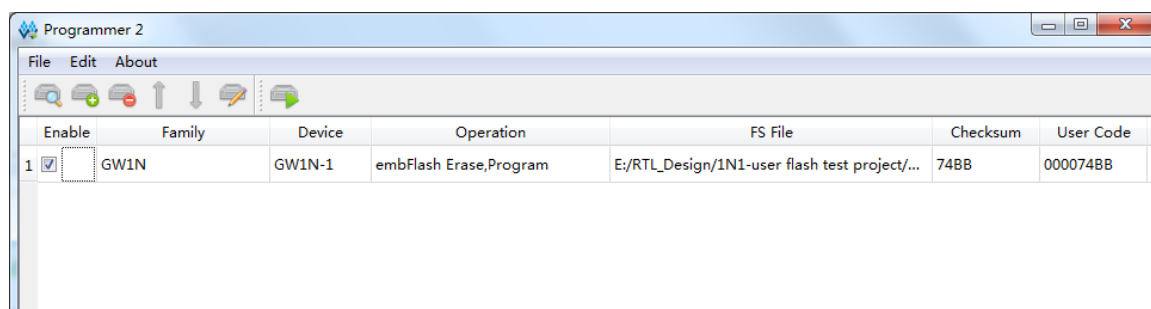 Programmer 2
File Edit About
Enable Family Device Operation FS File Checksum User Code
1 GW1N GW1N-1 embFlash Erase,Program E:/RTL_Design/1N1-user flash test project/... 74BB 000074BB